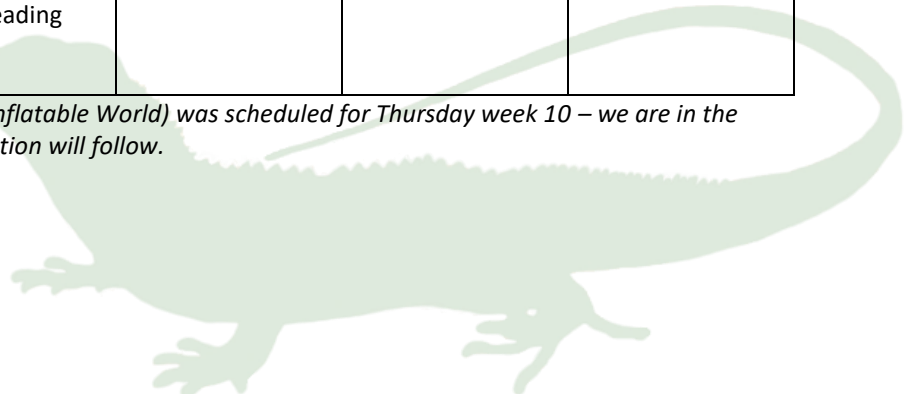 eading
nflatable World) was scheduled for Thursday week 10 – we are in the
tion will follow.